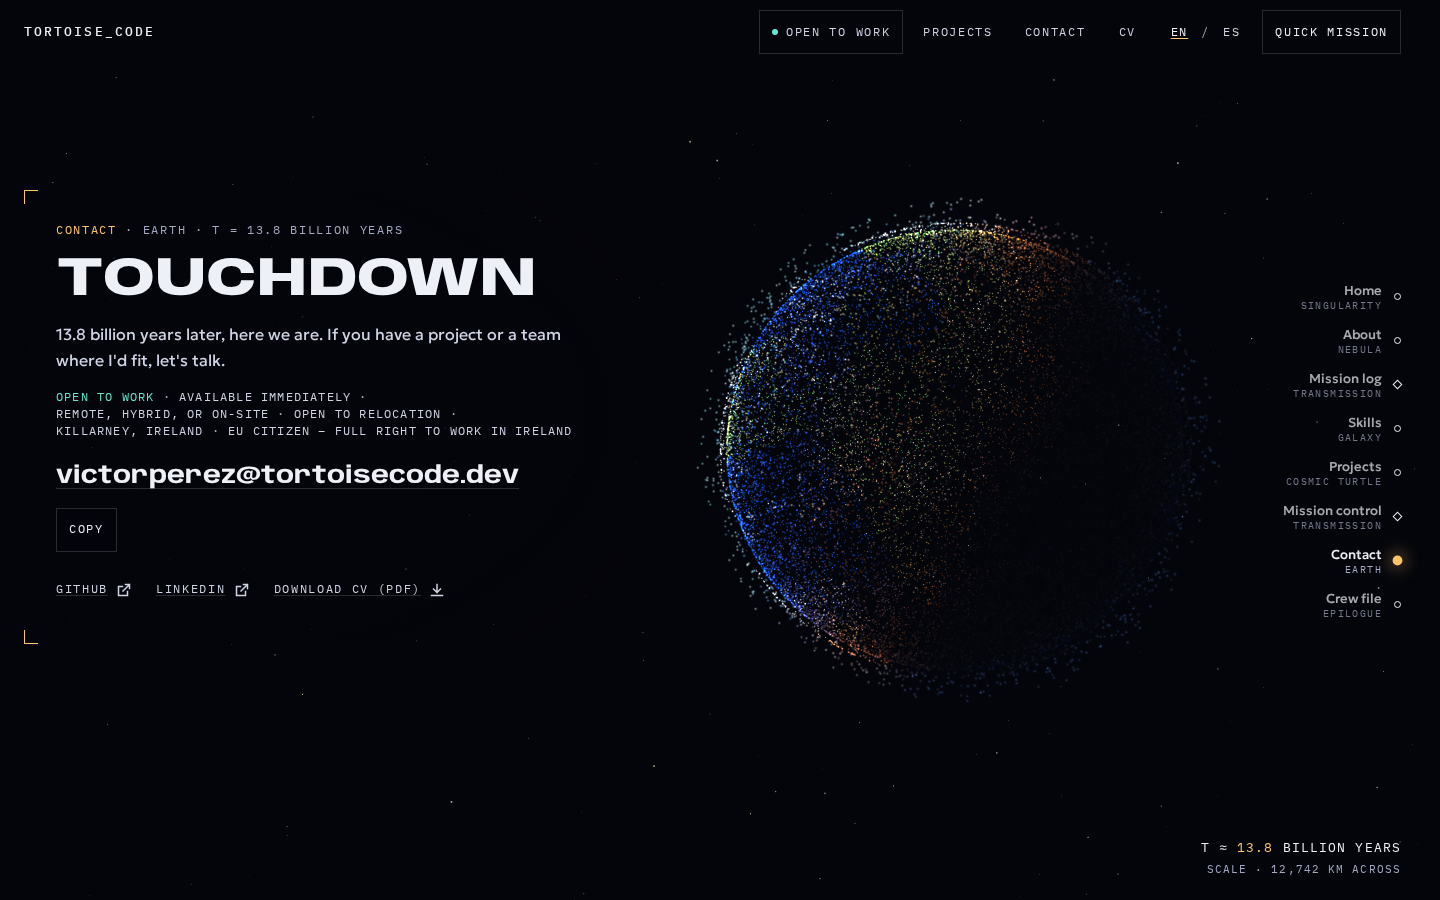 TORTOISE_CODE
OPEN TO WORK
PROJECTS
CONTACT
CV
EN / ES
QUICK MISSION
CONTACT · EARTH · T = 13.8 BILLION YEARS
TOUCHDOWN
13.8 billion years later, here we are. If you have a project or a team
where I'd fit, let's talk.
OPEN TO WORK · AVAILABLE IMMEDIATELY ·
REMOTE, HYBRID, OR ON-SITE · OPEN TO RELOCATION ·
KILLARNEY, IRELAND · EU CITIZEN – FULL RIGHT TO WORK IN IRELAND
victorperez@tortoisecode.dev
COPY
GITHUB
LINKEDIN
DOWNLOAD CV (PDF)
Home
SINGULARITY
About
NEBULA
Mission log
TRANSMISSION
Skills
GALAXY
Projects
COSMIC TURTLE
Mission control
TRANSMISSION
Contact
EARTH
Crew file
EPILOGUE
T ≈ 13.8 BILLION YEARS
SCALE · 12,742 KM ACROSS